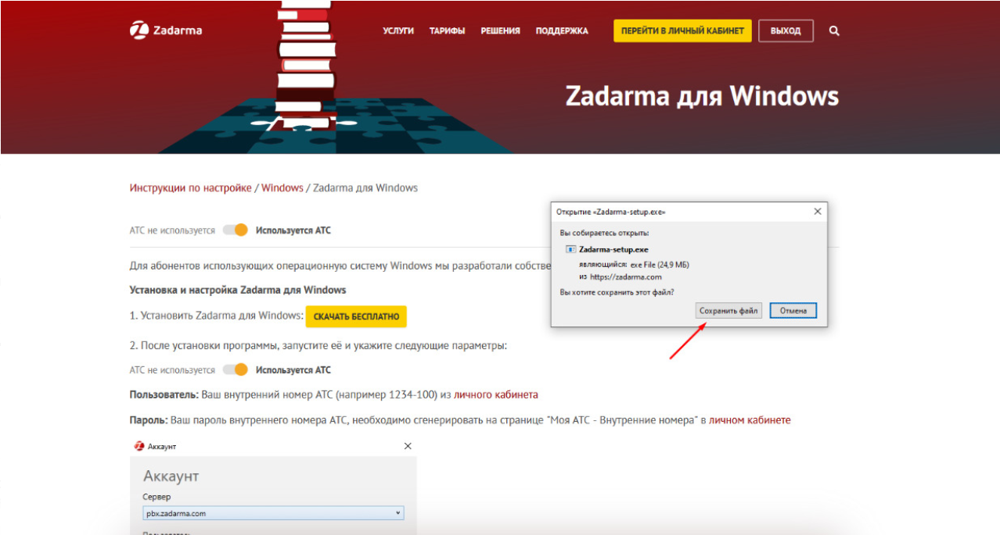 Zadarma
УСЛУГИ ТАРИФЫ РЕШЕНИЯ ПОДДЕРЖКА ПЕРЕЙТИ В ЛИЧНЫЙ КАБИНЕТ ВЫХОД
Zadarma для Windows
Инструкции по настройке / Windows / Zadarma для Windows
АТС не используется Используется АТС
Для абонентов использующих операционную систему Windows мы разработали собстве
Установка и настройка Zadarma для Windows
1. Установить Zadarma для Windows: СКАЧАТЬ БЕСПЛАТНО
2. После установки программы, запустите её и укажите следующие параметры:
АТС не используется Используется АТС
Пользователь: Ваш внутренний номер АТС (например 1234-100) из личного кабинета
Пароль: Ваш пароль внутреннего номера АТС, необходимо сгенерировать на странице "Моя АТС - Внутренние номера" в личном кабинете
Аккаунт
Аккаунт
Сервер
pbx.zadarma.com
Открытие «Zadarma-setup.exe»
Вы собираетесь открыть:
Zadarma-setup.exe
являющийся: exe File (24,9 МБ)
из https://zadarma.com
Вы хотите сохранить этот файл?
Сохранить файл Отмена